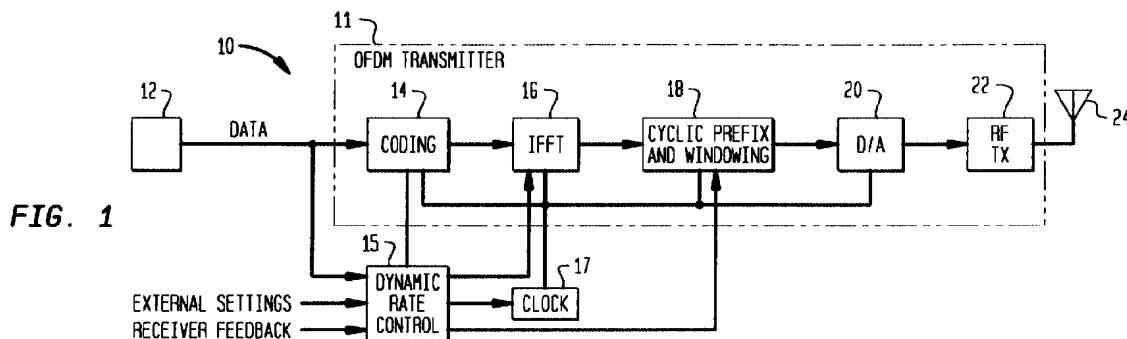 10
11
OFDM TRANSMITTER
12
14
16
18
20
22
24
DATA
CODING
IFFT
CYCLIC PREFIX
AND WINDOWING
D/A
RF
TX
FIG. 1
15
17
DYNAMIC
RATE
CONTROL
CLOCK
EXTERNAL SETTINGS
RECEIVER FEEDBACK